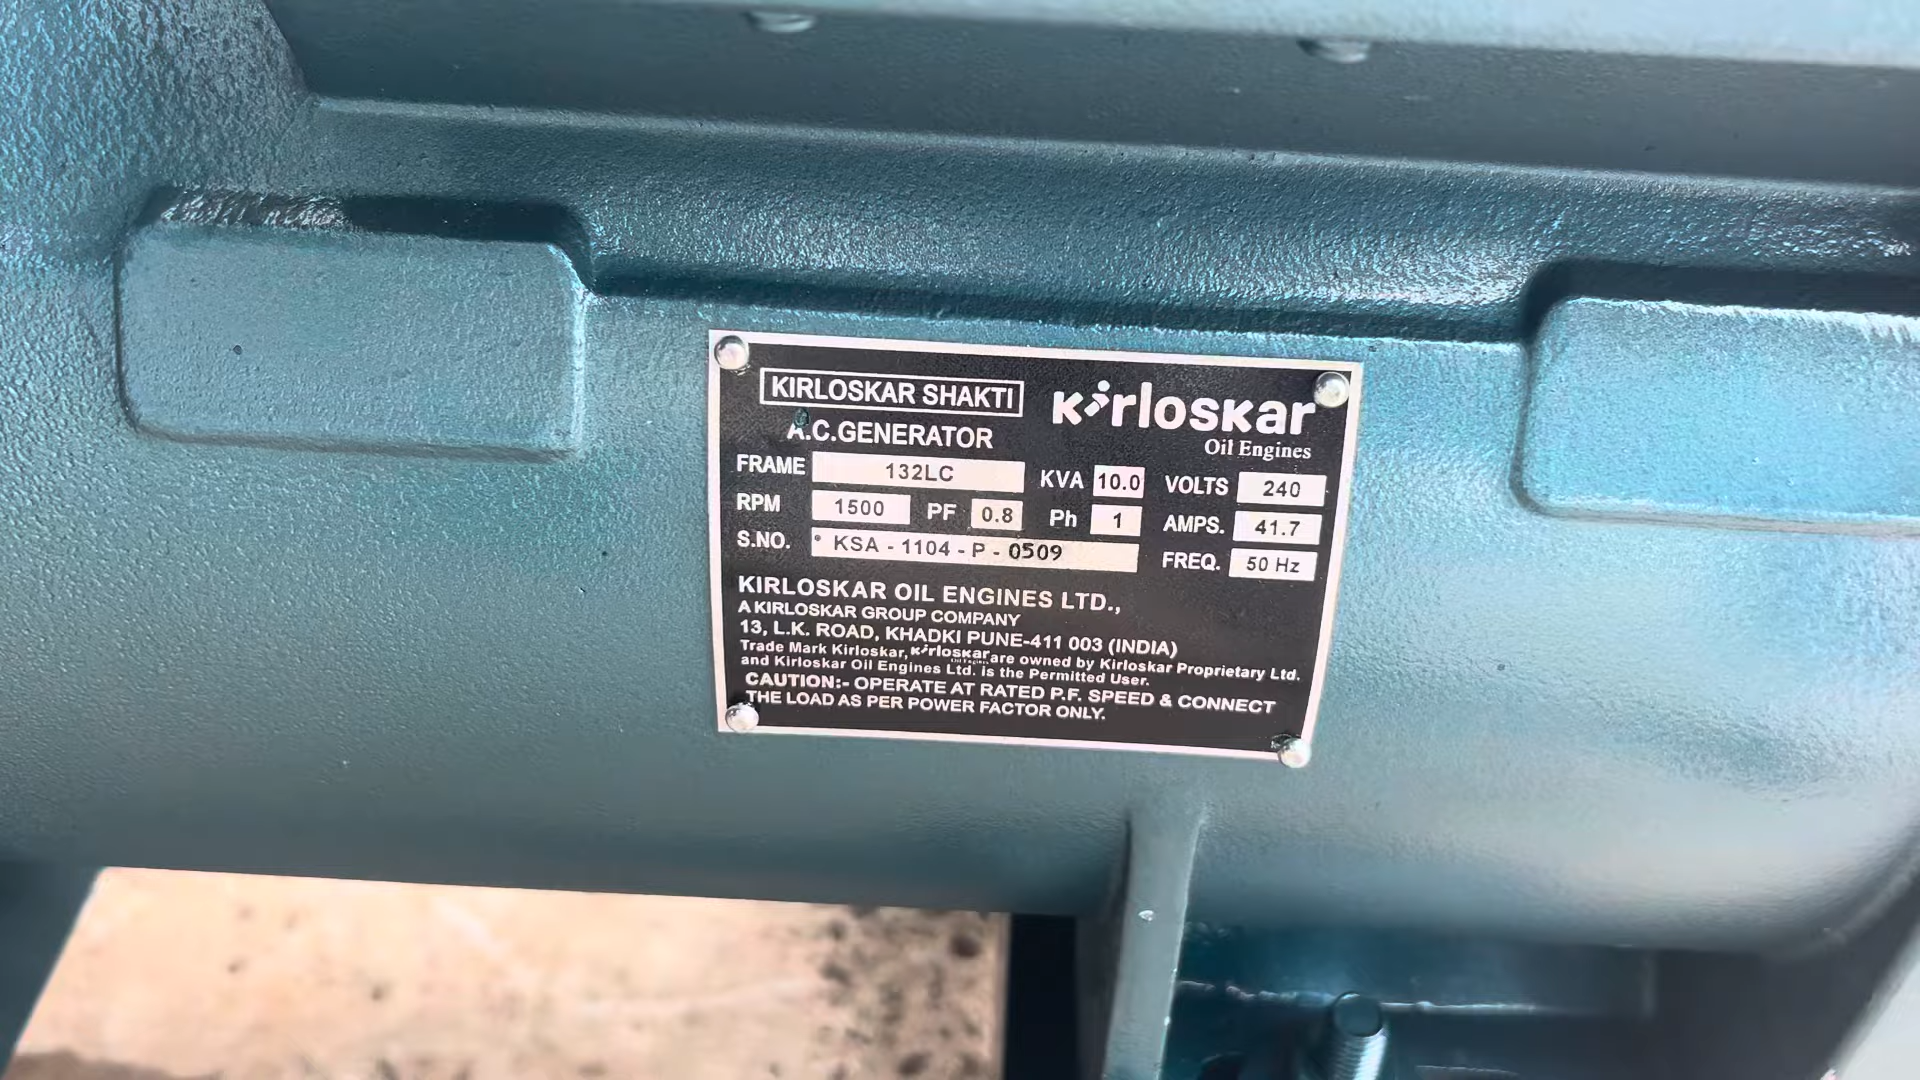 KIRLOSKAR SHAKTI
kirloskar
Oil Engines
A.C.GENERATOR
FRAME 132LC KVA 10.0 VOLTS 240
RPM 1500 PF 0.8 Ph 1 AMPS. 41.7
S.NO. KSA - 1104 - P - 0509 FREQ. 50 Hz
KIRLOSKAR OIL ENGINES LTD.,
A KIRLOSKAR GROUP COMPANY
13, L.K. ROAD, KHADKI PUNE-411 003 (INDIA)
Trade Mark Kirloskar, kirloskar are owned by Kirloskar Proprietary Ltd.
and Kirloskar Oil Engines Ltd. is the Permitted User.
CAUTION:- OPERATE AT RATED P.F. SPEED & CONNECT
THE LOAD AS PER POWER FACTOR ONLY.